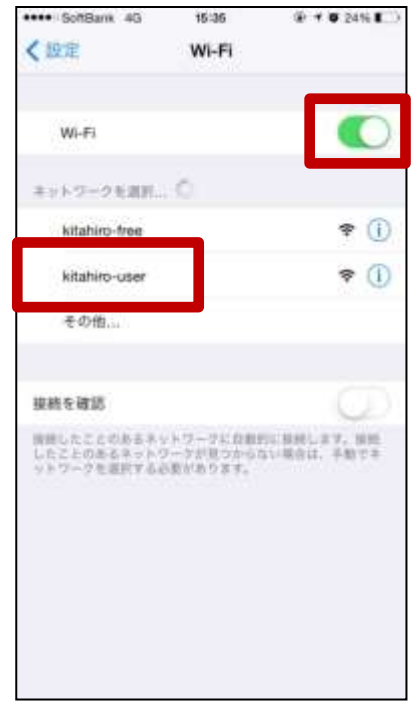 SoftBank 4G 15:35 24%
設定 Wi-Fi
Wi-Fi
ネットワークを選択...
kitahiro-free
kitahiro-user
その他...
接続を確認
接続したことのあるネットワークに自動的に接続します。接続
したことのあるネットワークが見つからない場合は、手動でネ
ットワークを選択する必要があります。